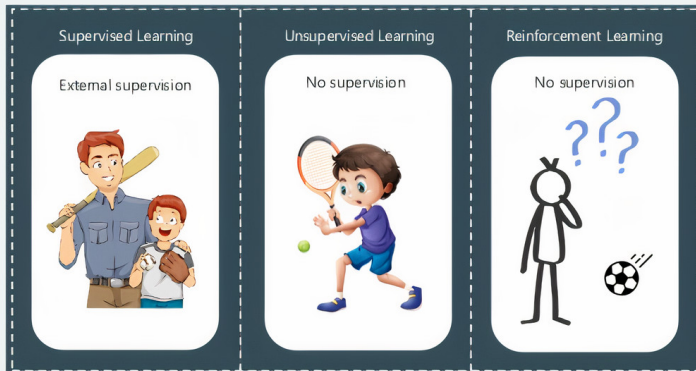 Supervised Learning
External supervision
Unsupervised Learning
No supervision
Reinforcement Learning
No supervision
???